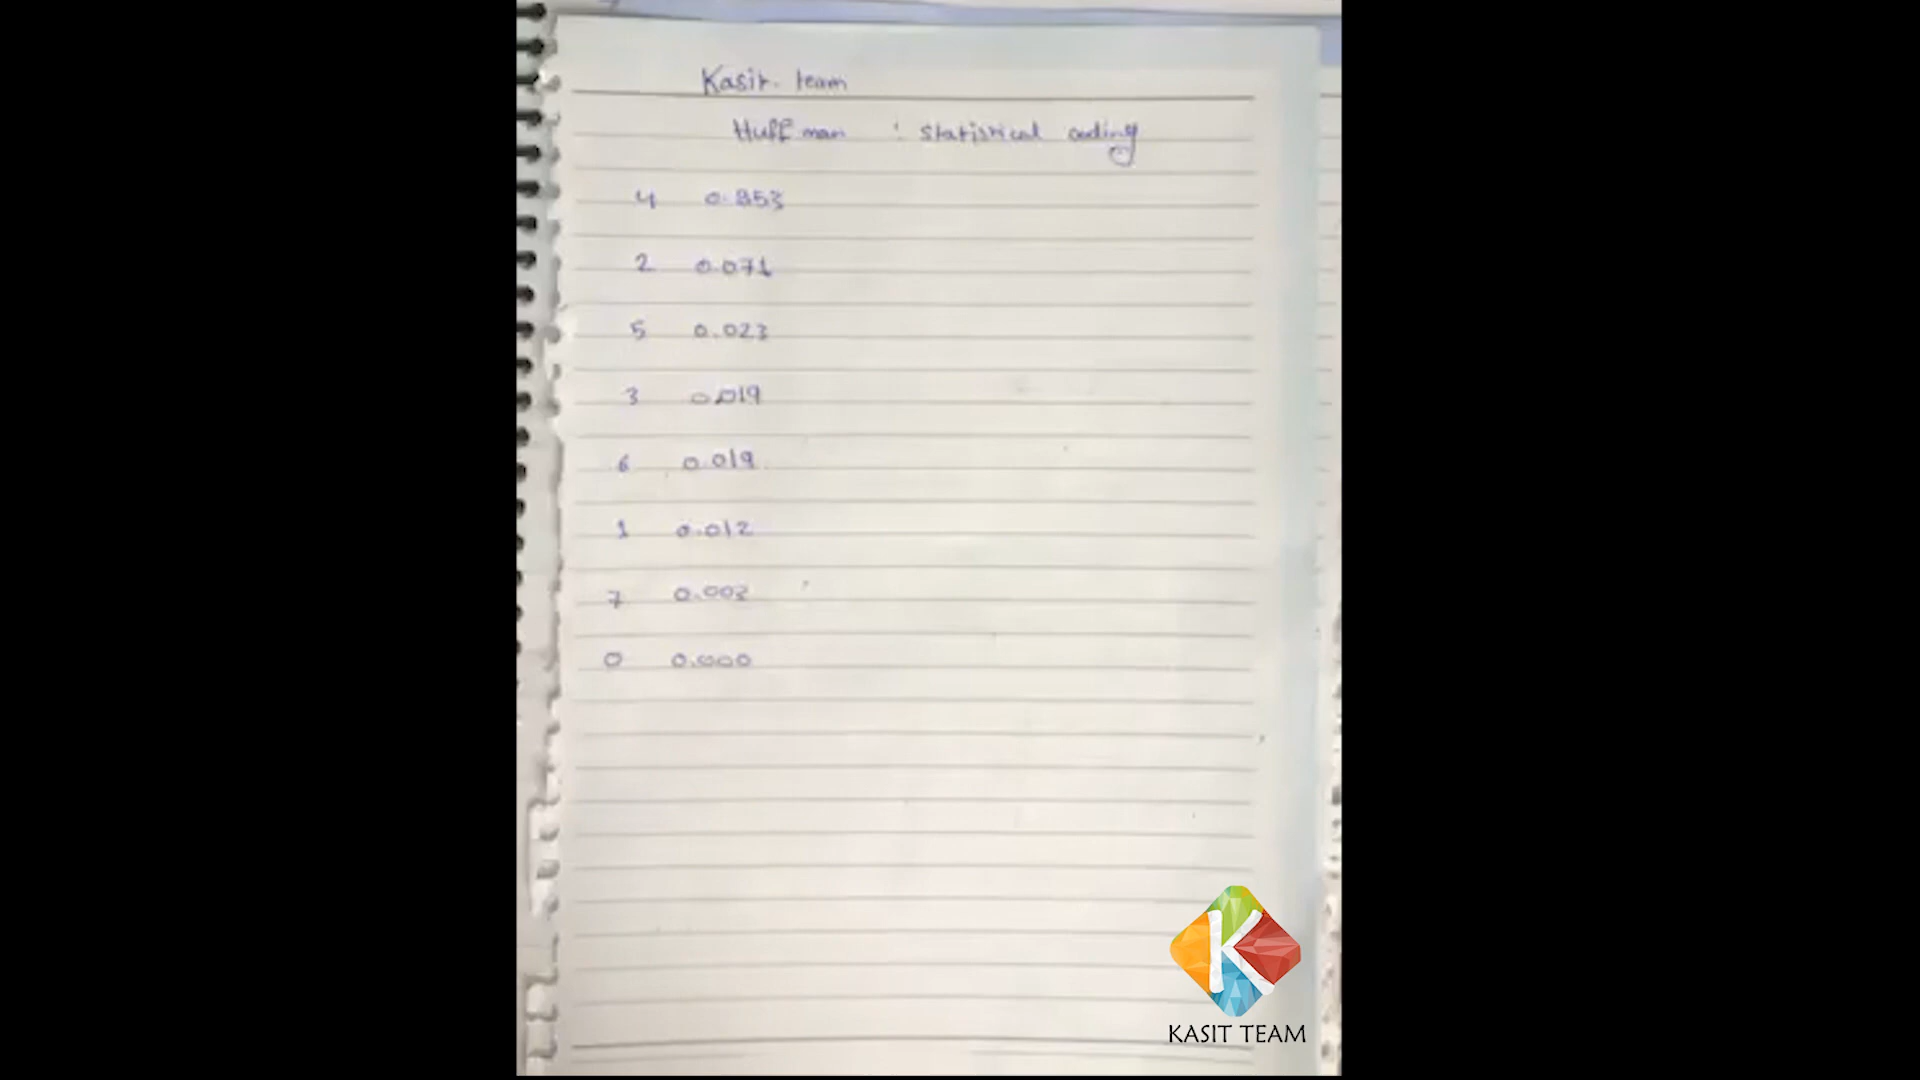 Kasit. team
Huffman : statistical coding
4 0.853
2 0.071
5 0.023
3 0.019
6 0.019
1 0.012
7 0.003
0 0.000
K
KASIT TEAM